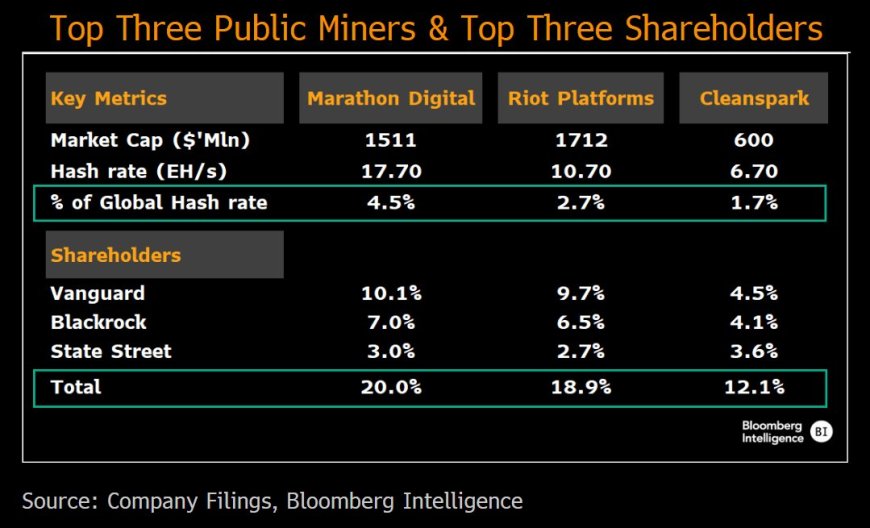 Top Three Public Miners & Top Three Shareholders
Key Metrics Marathon Digital Riot Platforms Cleanspark
Market Cap ($'Mln) 1511 1712 600
Hash rate (EH/s) 17.70 10.70 6.70
% of Global Hash rate 4.5% 2.7% 1.7%
Shareholders
Vanguard 10.1% 9.7% 4.5%
Blackrock 7.0% 6.5% 4.1%
State Street 3.0% 2.7% 3.6%
Total 20.0% 18.9% 12.1%
Bloomberg
Intelligence BI
Source: Company Filings, Bloomberg Intelligence